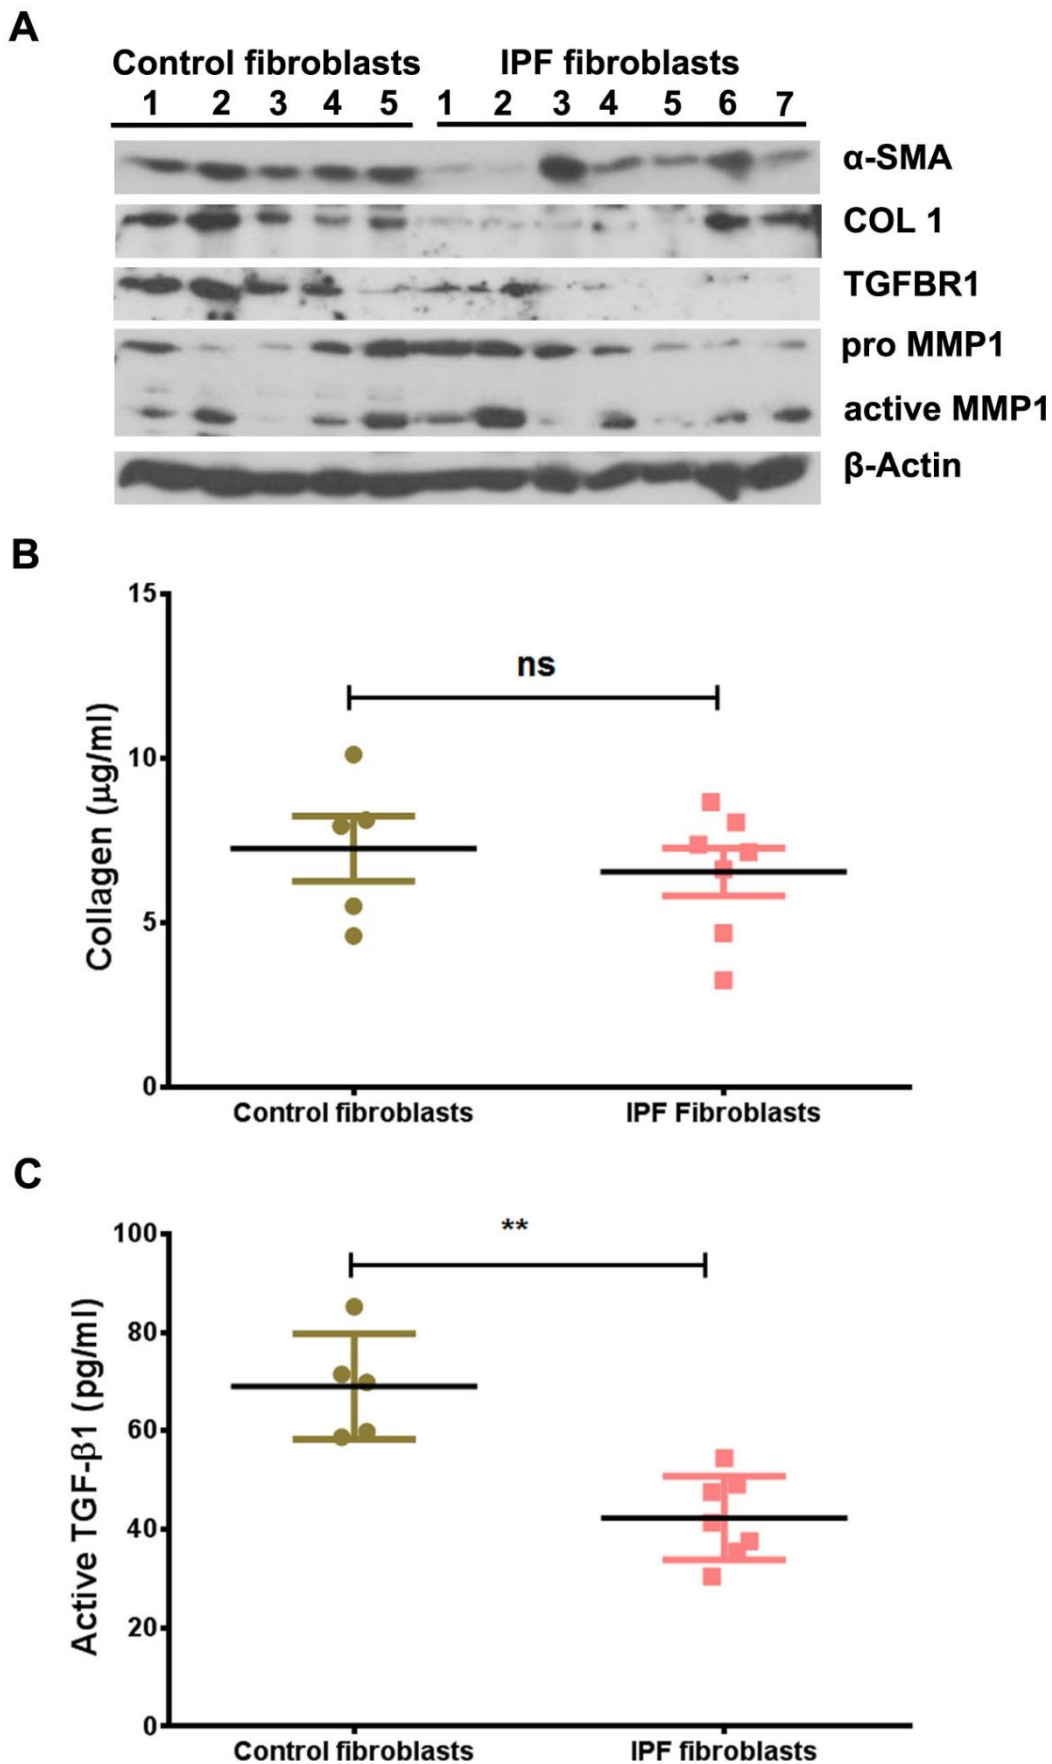 A
Control fibroblasts IPF fibroblasts
1 2 3 4 5 1 2 3 4 5 6 7
α-SMA
COL 1
TGFBR1
pro MMP1
active MMP1
β-Actin
B
15
ns
10
Collagen (μg/ml)
5
0
Control fibroblasts IPF Fibroblasts
C
100
**
80
60
Active TGF-β1 (pg/ml)
40
20
0
Control fibroblasts IPF fibroblasts